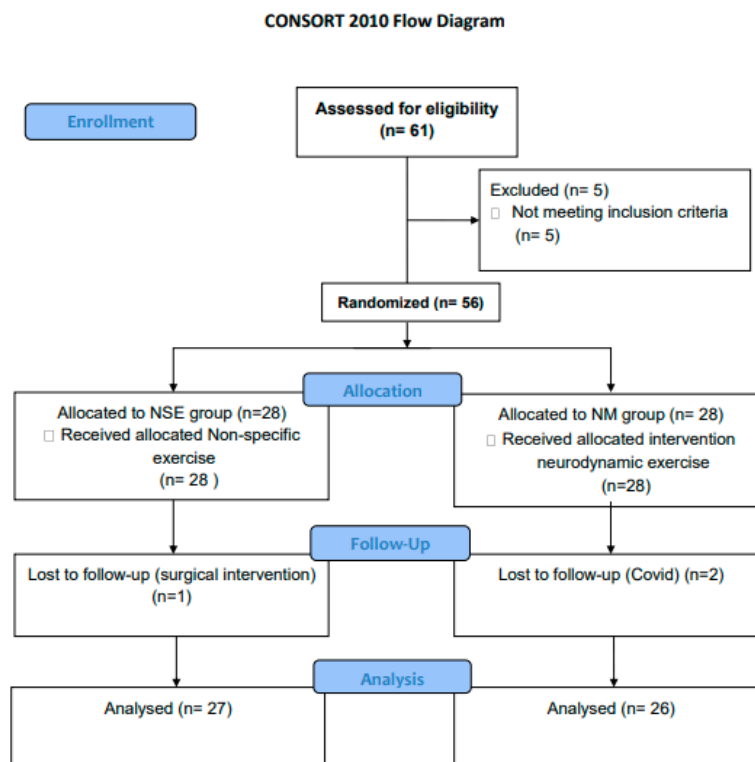 CONSORT 2010 Flow Diagram
Enrollment
Assessed for eligibility
(n= 61)
Excluded (n= 5)
Not meeting inclusion criteria
(n= 5)
Randomized (n= 56)
Allocation
Allocated to NSE group (n=28)
Received allocated Non-specific
exercise
(n= 28 )
Allocated to NM group (n= 28)
Received allocated intervention
neurodynamic exercise
(n=28)
Follow-Up
Lost to follow-up (surgical intervention)
(n=1)
Lost to follow-up (Covid) (n=2)
Analysis
Analysed (n= 27)
Analysed (n= 26)